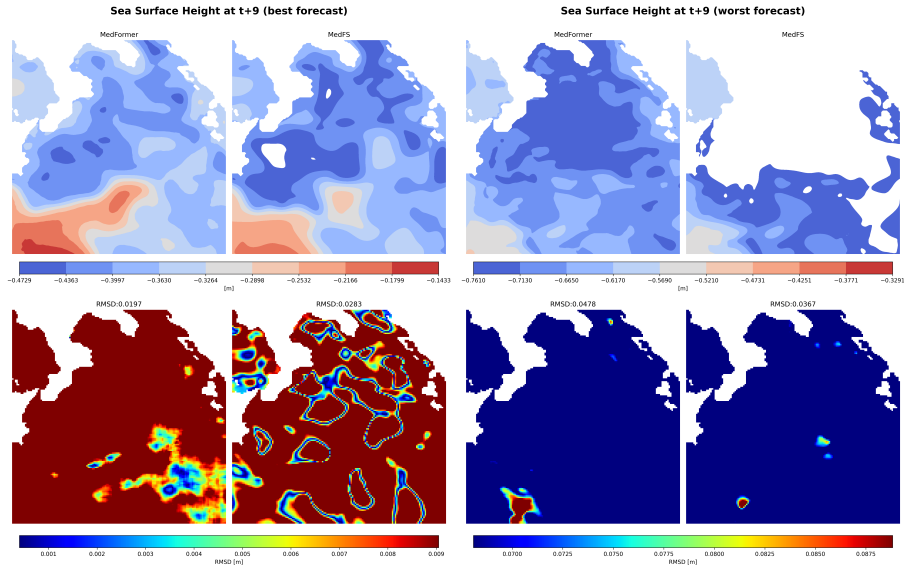 Sea Surface Height at t+9 (best forecast)
Sea Surface Height at t+9 (worst forecast)
MedFormer
MedFS
MedFormer
MedFS
−0.4729 −0.4363 −0.3997 −0.3630 −0.3264 −0.2898 −0.2532 −0.2166 −0.1799 −0.1433
[m]
−0.7610 −0.7130 −0.6650 −0.6170 −0.5690 −0.5210 −0.4731 −0.4251 −0.3771 −0.3291
[m]
RMSD:0.0197
RMSD:0.0283
RMSD:0.0478
RMSD:0.0367
0.001 0.002 0.003 0.004 0.005 0.006 0.007 0.008 0.009
RMSD [m]
0.0700 0.0725 0.0750 0.0775 0.0800 0.0825 0.0850 0.0875
RMSD [m]